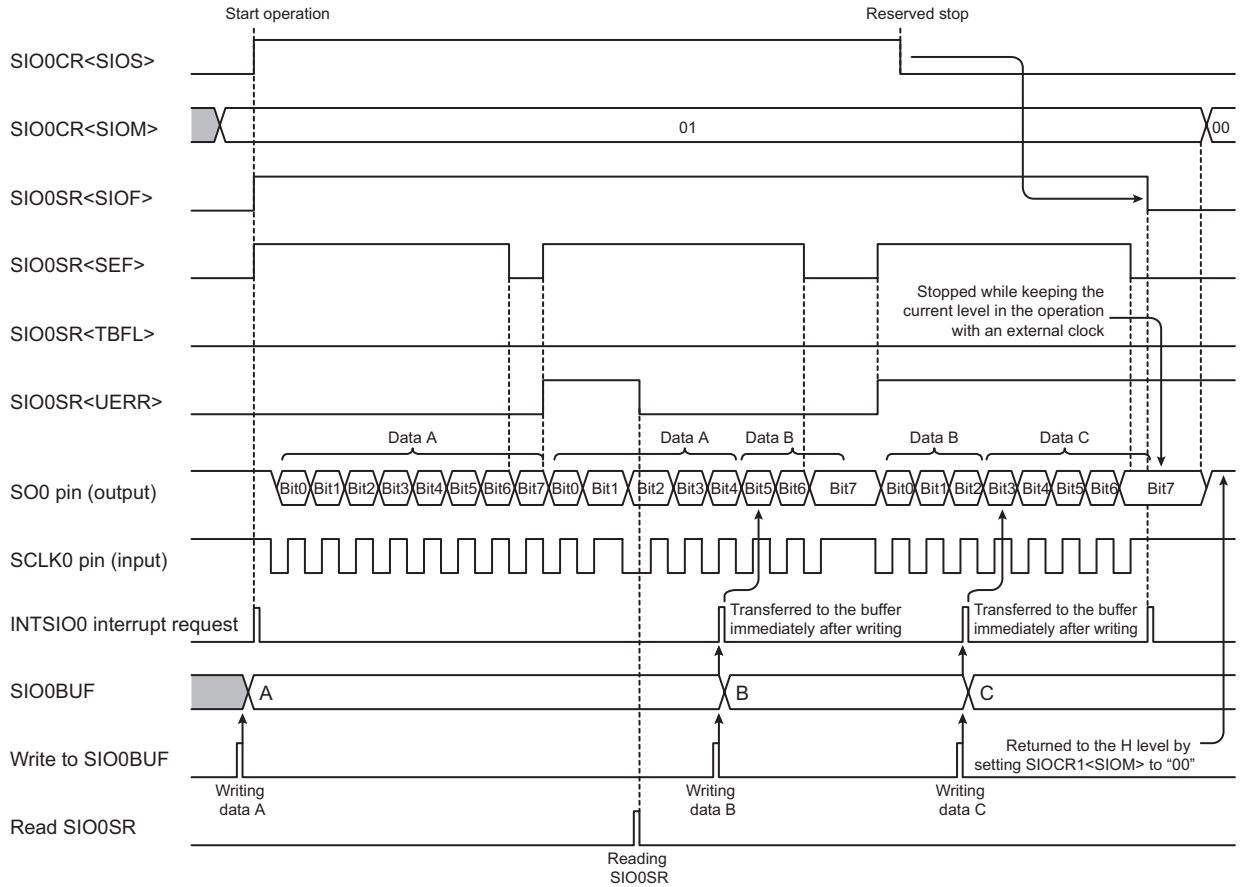 Start operation
Reserved stop
SIO0CR<SIOS>
SIO0CR<SIOM>
01
00
SIO0SR<SIOF>
SIO0SR<SEF>
Stopped while keeping the
current level in the operation
with an external clock
SIO0SR<TBFL>
SIO0SR<UERR>
Data A
Data A
Data B
Data B
Data C
SO0 pin (output)
Bit0 Bit1 Bit2 Bit3 Bit4 Bit5 Bit6 Bit7 Bit0 Bit1 Bit2 Bit3 Bit4 Bit5 Bit6 Bit7 Bit0 Bit1 Bit2 Bit3 Bit4 Bit5 Bit6 Bit7
SCLK0 pin (input)
INTSIO0 interrupt request
Transferred to the buffer
immediately after writing
Transferred to the buffer
immediately after writing
SIO0BUF
A
B
C
Write to SIO0BUF
Returned to the H level by
setting SIOCR1<SIOM> to “00”
Writing
data A
Writing
data B
Writing
data C
Read SIO0SR
Reading
SIO0SR